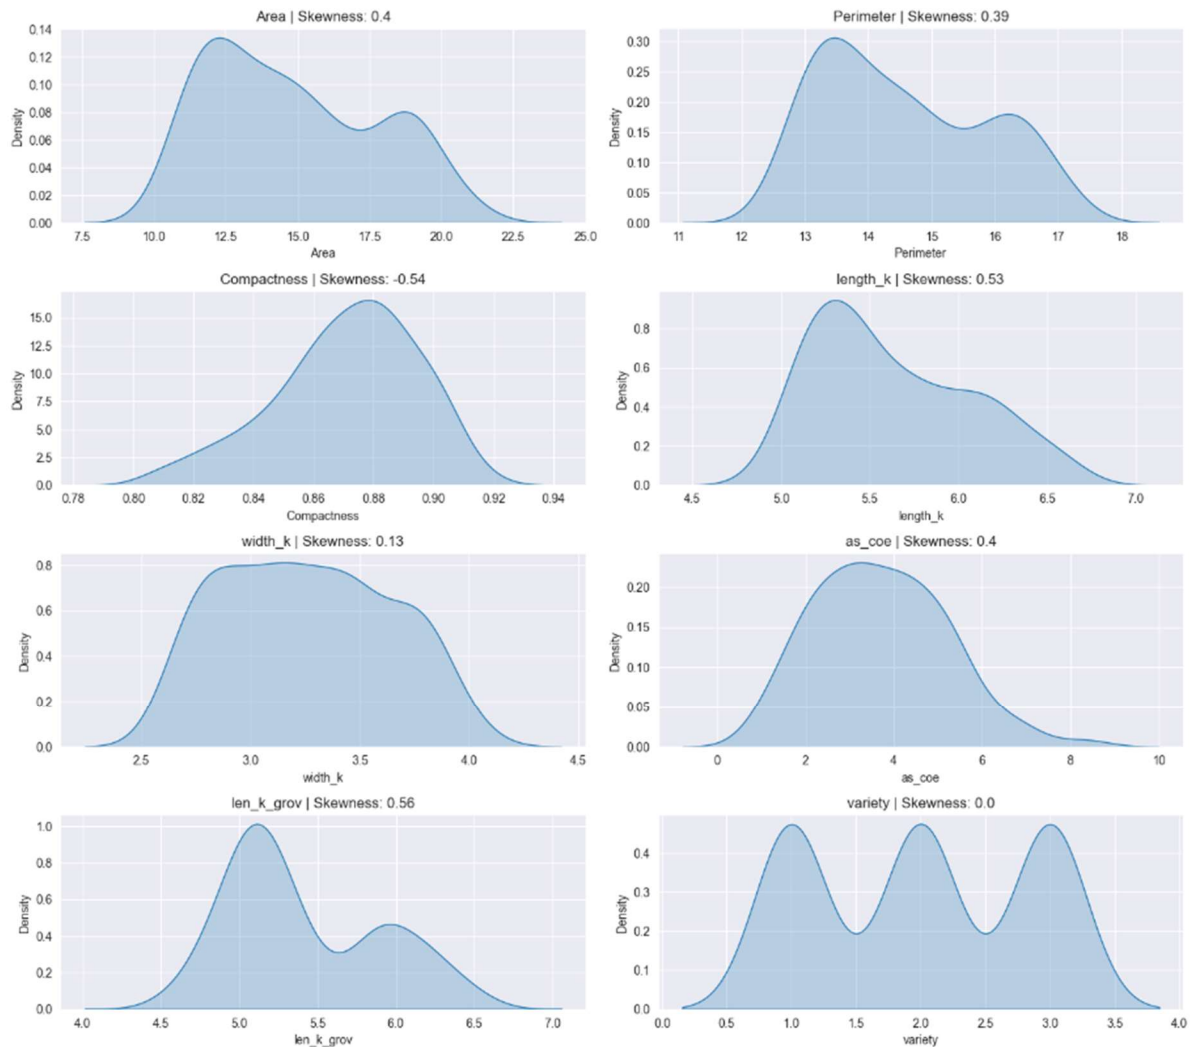 Area | Skewness: 0.4
Density
0.14
0.12
0.10
0.08
0.06
0.04
0.02
0.00
7.5 10.0 12.5 15.0 17.5 20.0 22.5 25.0
Area
Perimeter | Skewness: 0.39
Density
0.30
0.25
0.20
0.15
0.10
0.05
0.00
11 12 13 14 15 16 17 18
Perimeter
Compactness | Skewness: -0.54
Density
15.0
12.5
10.0
7.5
5.0
2.5
0.0
0.78 0.80 0.82 0.84 0.86 0.88 0.90 0.92 0.94
Compactness
length_k | Skewness: 0.53
Density
0.8
0.6
0.4
0.2
0.0
4.5 5.0 5.5 6.0 6.5 7.0
length_k
width_k | Skewness: 0.13
Density
0.8
0.6
0.4
0.2
0.0
2.5 3.0 3.5 4.0 4.5
width_k
as_coe | Skewness: 0.4
Density
0.20
0.15
0.10
0.05
0.00
0 2 4 6 8 10
as_coe
len_k_grov | Skewness: 0.56
Density
1.0
0.8
0.6
0.4
0.2
0.0
4.0 4.5 5.0 5.5 6.0 6.5 7.0
len_k_grov
variety | Skewness: 0.0
Density
0.4
0.3
0.2
0.1
0.0
0.0 0.5 1.0 1.5 2.0 2.5 3.0 3.5 4.0
variety